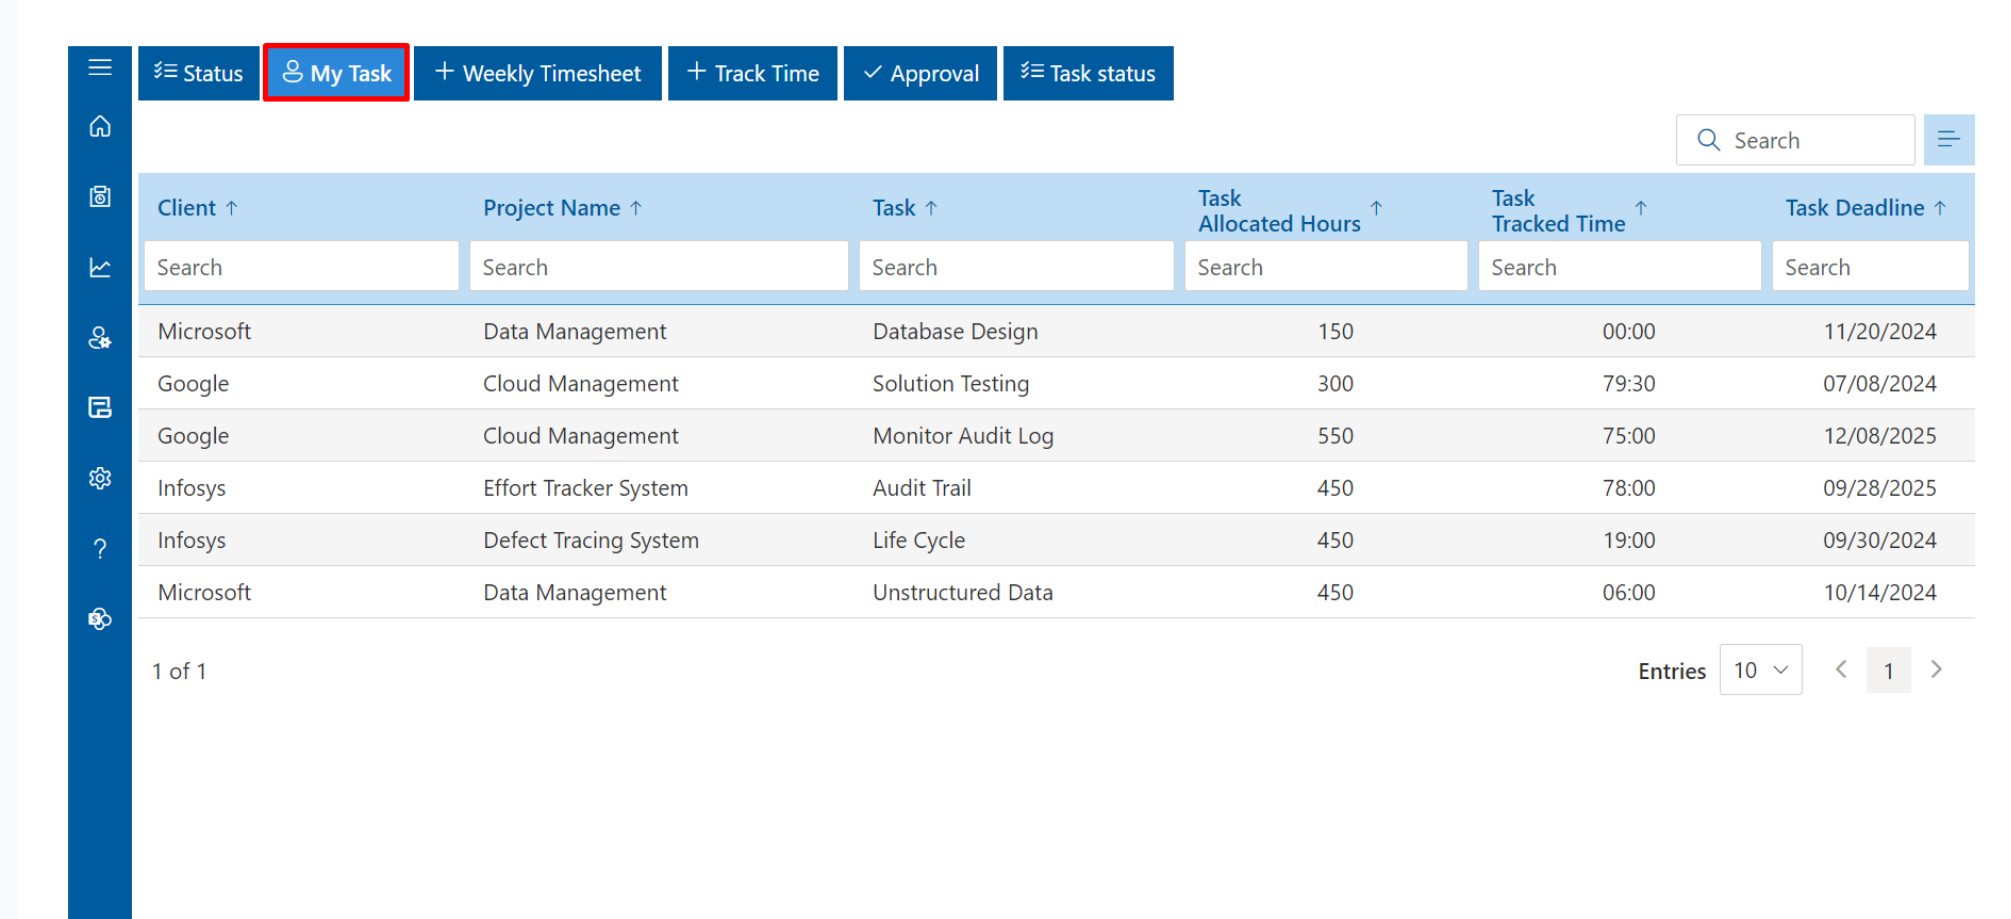 Status My Task Weekly Timesheet Track Time Approval Task status
Search
Client Project Name Task Task Allocated Hours Task Tracked Time Task Deadline
Search Search Search Search Search Search
Microsoft Data Management Database Design 150 00:00 11/20/2024
Google Cloud Management Solution Testing 300 79:30 07/08/2024
Google Cloud Management Monitor Audit Log 550 75:00 12/08/2025
Infosys Effort Tracker System Audit Trail 450 78:00 09/28/2025
Infosys Defect Tracing System Life Cycle 450 19:00 09/30/2024
Microsoft Data Management Unstructured Data 450 06:00 10/14/2024
1 of 1 Entries 10 1